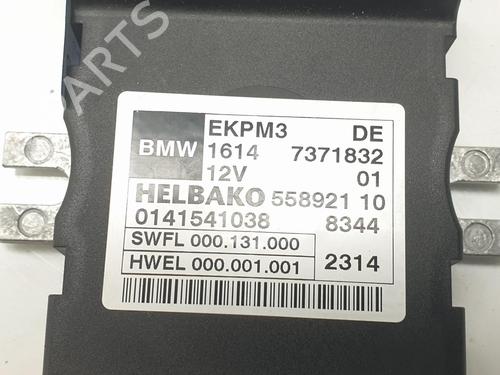 PARTS
EKPM3 DE
BMW 1614 7371832
12V 01
HELBAKO 558921 10
0141541038 8344
SWFL 000.131.000
HWEL 000.001.001 2314